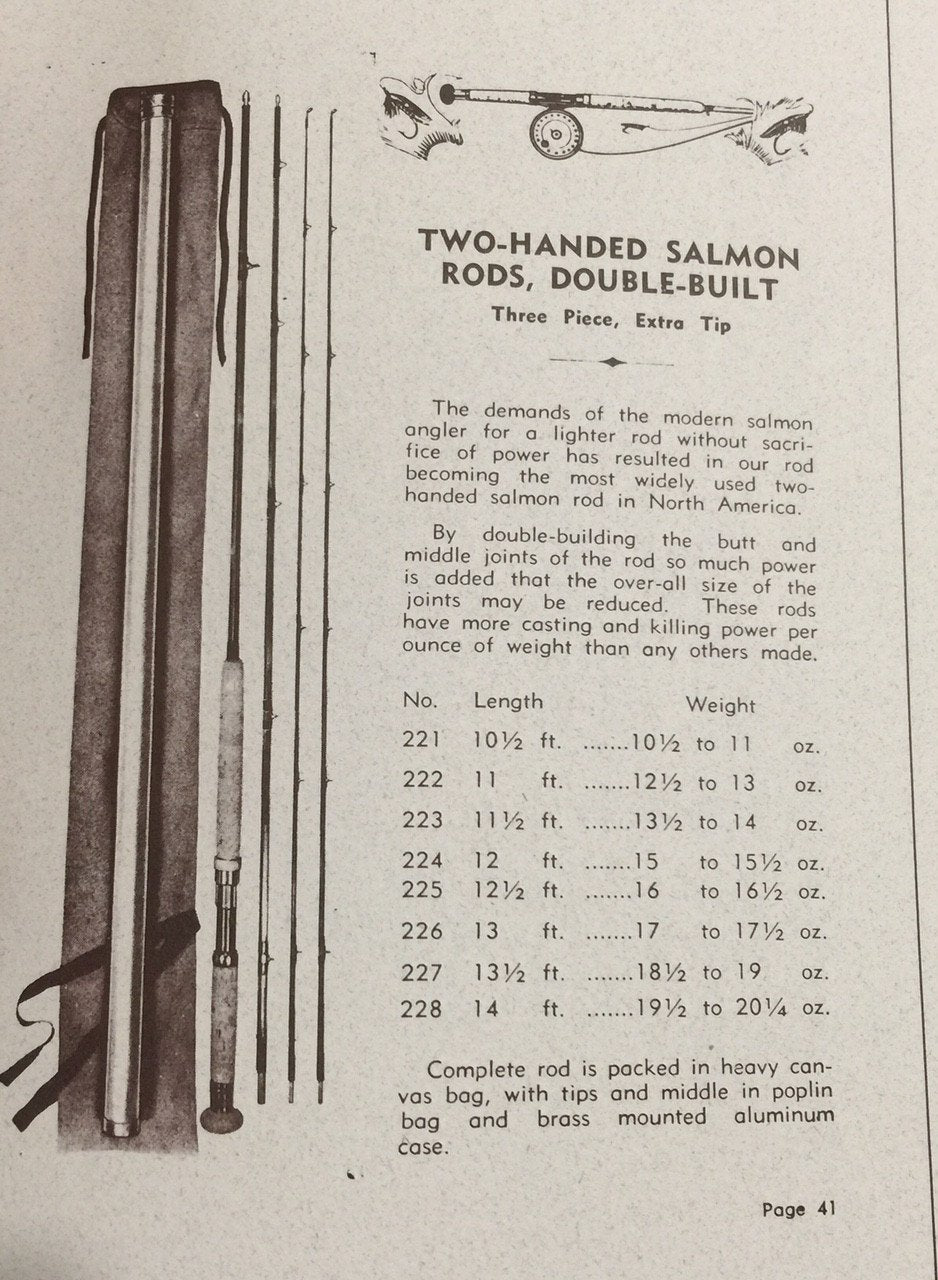 TWO-HANDED SALMON
RODS, DOUBLE-BUILT
Three Piece, Extra Tip
The demands of the modern salmon
angler for a lighter rod without sacri-
fice of power has resulted in our rod
becoming the most widely used two-
handed salmon rod in North America.
By double-building the butt and
middle joints of the rod so much power
is added that the over-all size of the
joints may be reduced. These rods
have more casting and killing power per
ounce of weight than any others made.
No. Length Weight
221 10½ ft. .......10½ to 11 oz.
222 11 ft. .......12½ to 13 oz.
223 11½ ft. .......13½ to 14 oz.
224 12 ft. .......15 to 15½ oz.
225 12½ ft. .......16 to 16½ oz.
226 13 ft. .......17 to 17½ oz.
227 13½ ft. .......18½ to 19 oz.
228 14 ft. .......19½ to 20¼ oz.
Complete rod is packed in heavy can-
vas bag, with tips and middle in poplin
bag and brass mounted aluminum
case.
Page 41